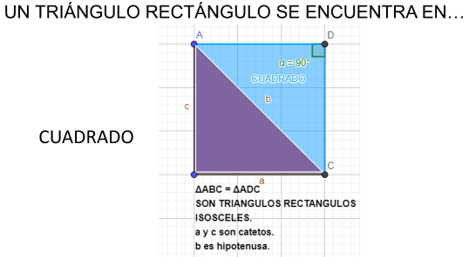 UN TRIÁNGULO RECTÁNGULO SE ENCUENTRA EN…
A
D
α = 90°
CUADRADO
b
c
CUADRADO
C
a
ΔABC = ΔADC
SON TRIANGULOS RECTANGULOS
ISOSCELES.
a y c son catetos.
b es hipotenusa.